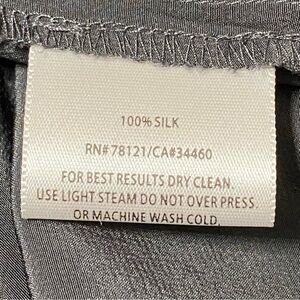 100% SILK
RN# 78121/CA#34460
FOR BEST RESULTS DRY CLEAN.
USE LIGHT STEAM DO NOT OVER PRESS
OR MACHINE WASH COLD.